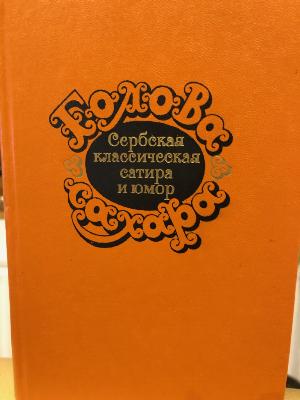 Голова
Сербская
классическая
сатира
и юмор
сахара